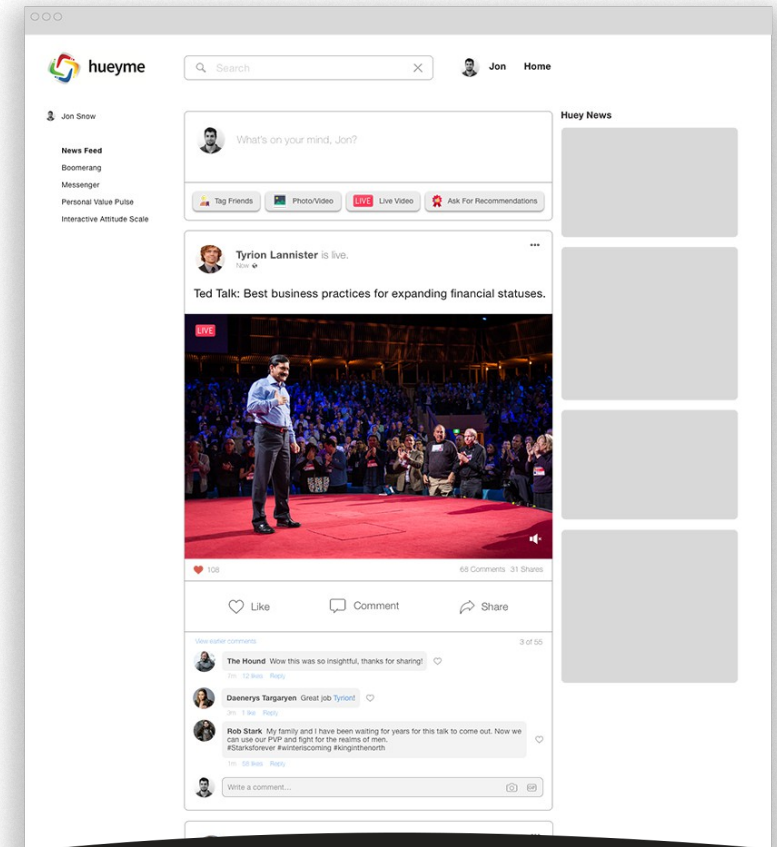 hueyme
Search
Jon Home
Jon Snow
News Feed
Boomerang
Messenger
Personal Value Pulse
Interactive Attitude Scale
What's on your mind, Jon?
Tag Friends
Photo/Video
LIVE Live Video
Ask For Recommendations
Tyrion Lannister is live.
Now
Ted Talk: Best business practices for expanding financial statuses.
LIVE
108
68 Comments 31 Shares
Like
Comment
Share
View earlier comments
3 of 55
The Hound Wow this was so insightful, thanks for sharing!
7m 12 likes Reply
Daenerys Targaryen Great job Tyrion!
3m 1 like Reply
Rob Stark My family and I have been waiting for years for this talk to come out. Now we
can use our PVP and fight for the realms of men.
#Starksforever #winteriscoming #kinginthenorth
1m 58 likes Reply
Write a comment...
GIF
Huey News